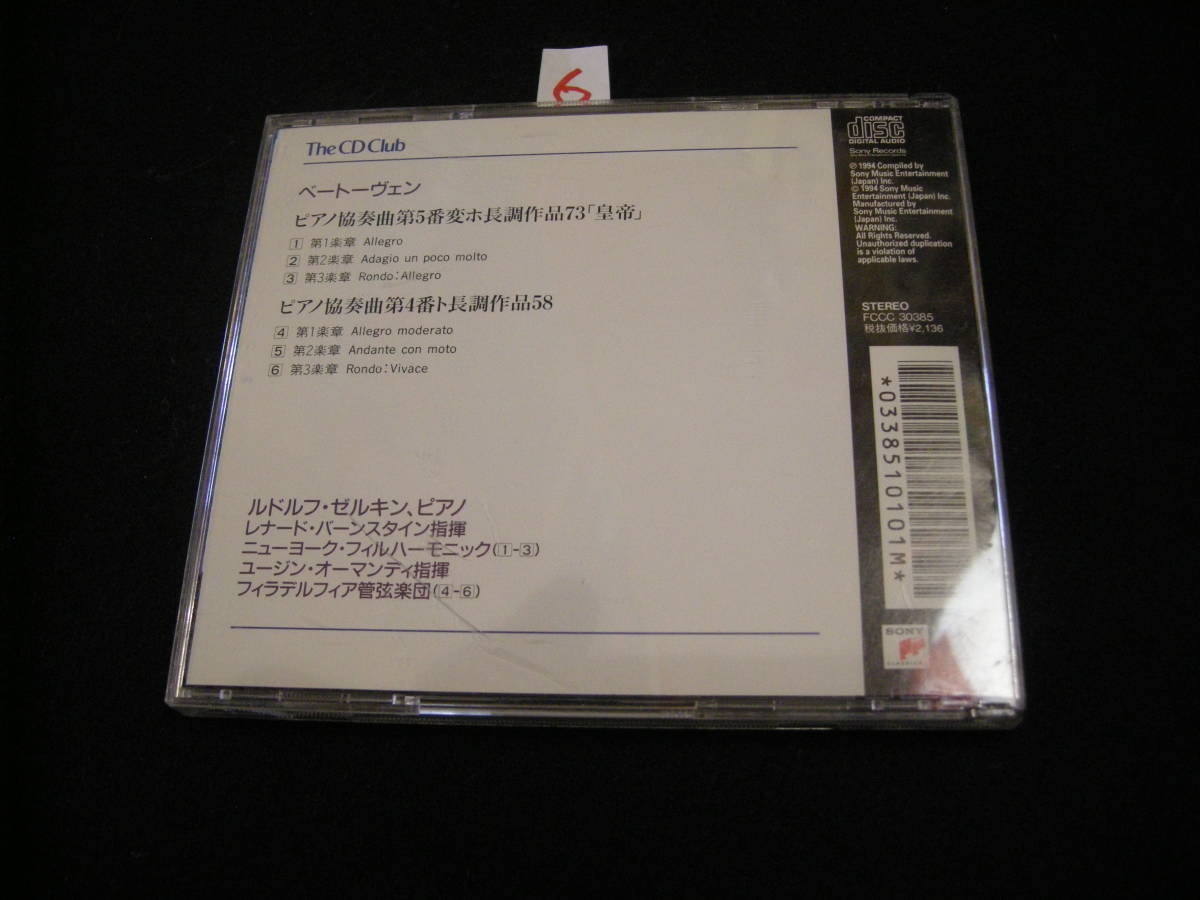 6
The CD Club
ベートーヴェン
ピアノ協奏曲第5番変ホ長調作品73「皇帝」
1 第1楽章 Allegro
2 第2楽章 Adagio un poco molto
3 第3楽章 Rondo:Allegro
ピアノ協奏曲第4番ト長調作品58
4 第1楽章 Allegro moderato
5 第2楽章 Andante con moto
6 第3楽章 Rondo:Vivace
ルドルフ・ゼルキン、ピアノ
レナード・バーンスタイン指揮
ニューヨーク・フィルハーモニック(1-3)
ユージン・オーマンディ指揮
フィラデルフィア管弦楽団(4-6)
COMPACT
disc
DIGITAL AUDIO
Sony Records
℗ 1994 Compiled by
Sony Music Entertainment
(Japan) Inc.
© 1994 Sony Music
Entertainment (Japan) Inc.
Manufactured by
Sony Music Entertainment
(Japan) Inc.
WARNING:
All Rights Reserved.
Unauthorized duplication
is a violation of
applicable laws.
STEREO
FCCC 30385
税抜価格¥2,136
*0338510101M*
SONY
CLASSICAL